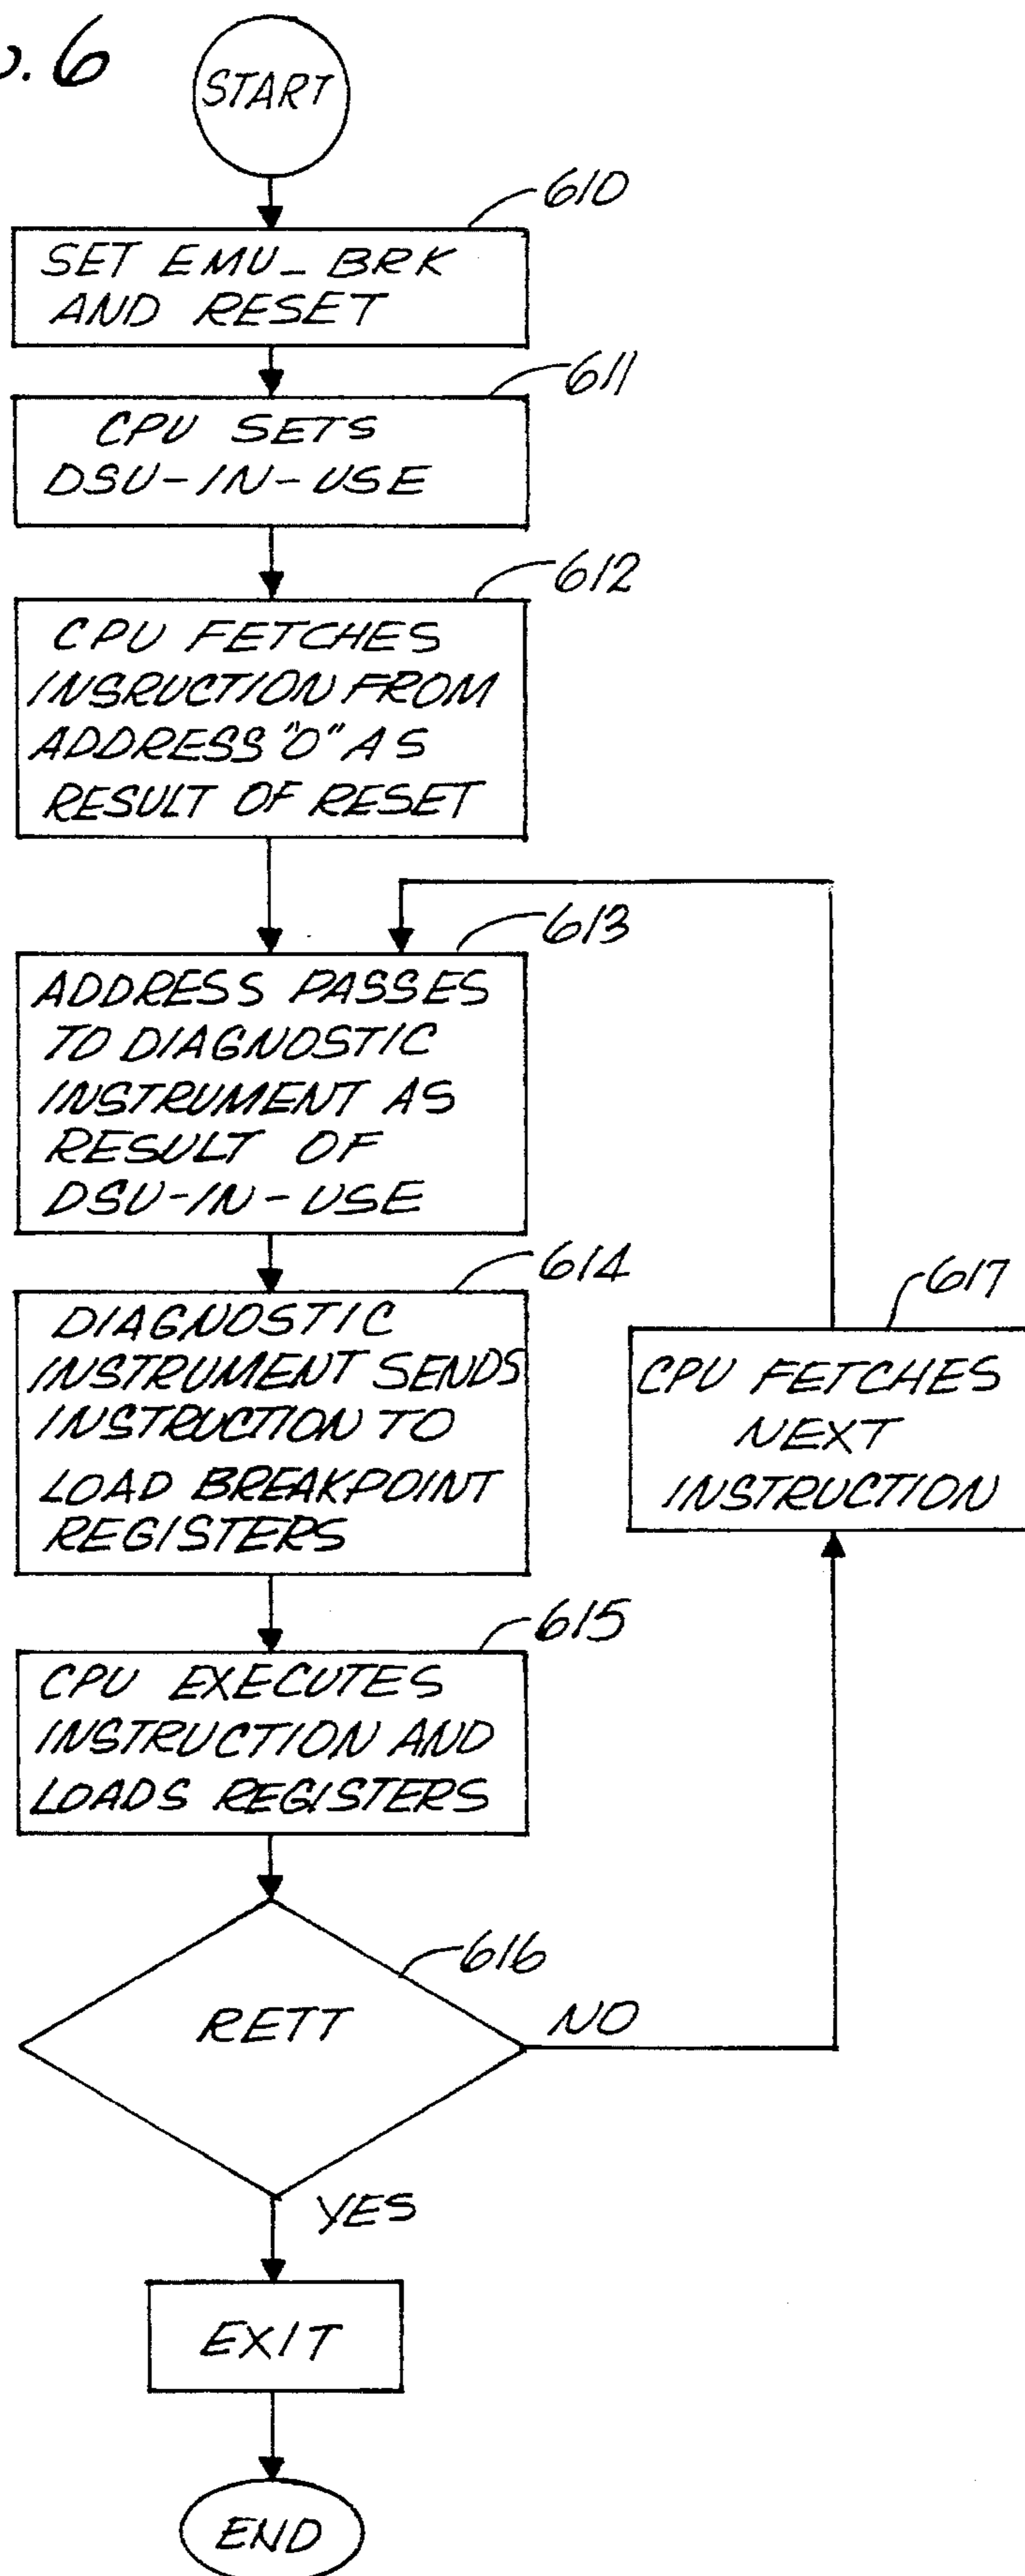 . 6
START
610
SET EMU_BRK
AND RESET
611
CPU SETS
DSU-IN-USE
612
CPU FETCHES
INSRUCTION FROM
ADDRESS "0" AS
RESULT OF RESET
613
ADDRESS PASSES
TO DIAGNOSTIC
INSTRUMENT AS
RESULT OF
DSU-IN-USE
614
DIAGNOSTIC
INSTRUMENT SENDS
INSTRUCTION TO
LOAD BREAKPOINT
REGISTERS
617
CPU FETCHES
NEXT
INSTRUCTION
615
CPU EXECUTES
INSTRUCTION AND
LOADS REGISTERS
616
RETT
NO
YES
EXIT
END